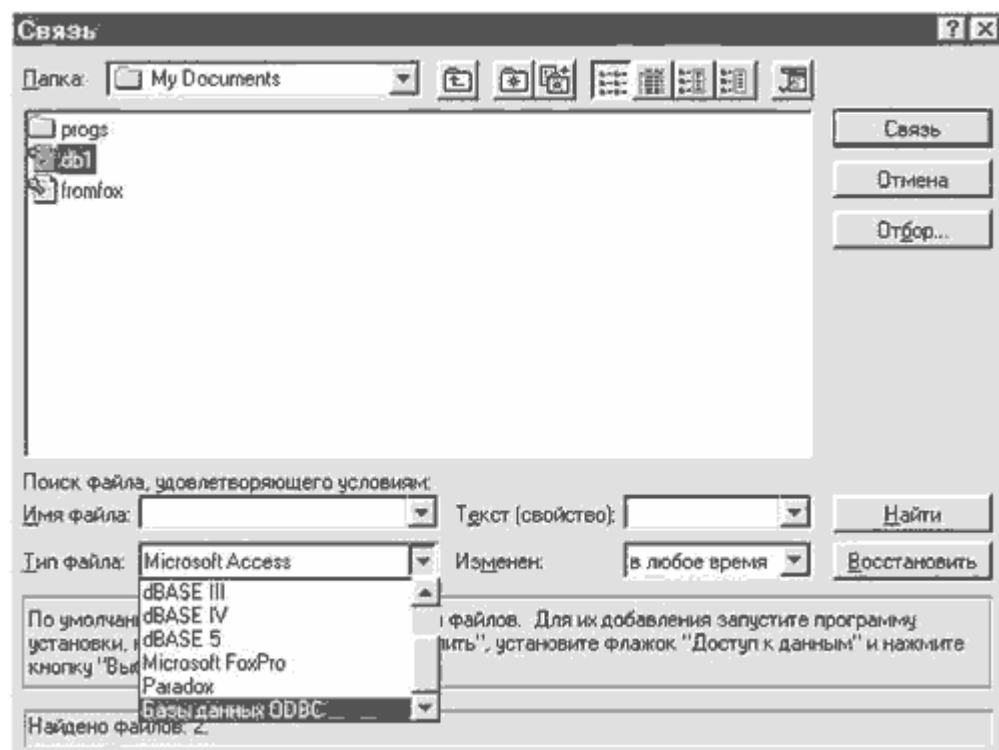 Связь
Папка: My Documents
progs
db1
fromfox
Связь
Отмена
Отбор...
Поиск файла, удовлетворяющего условиям:
Имя файла: Текст (свойство): Найти
Тип файла: Microsoft Access Изменен: в любое время Восстановить
dBASE III
dBASE IV
dBASE 5
Microsoft FoxPro
Paradox
Базы данных ODBC
По умолчан файлов. Для их добавления запустите программу
установки, н ить", установите флажок "Доступ к данным" и нажмите
кнопку "Вы
Найдено файлов: 2.